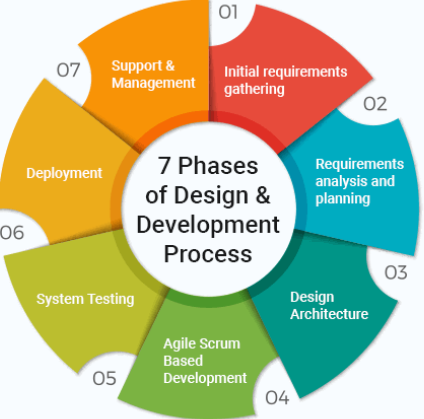 01
Initial requirements
gathering
02
Requirements
analysis and
planning
03
Design
Architecture
04
Agile Scrum
Based
Development
05
System Testing
06
Deployment
07
Support &
Management
7 Phases
of Design &
Development
Process